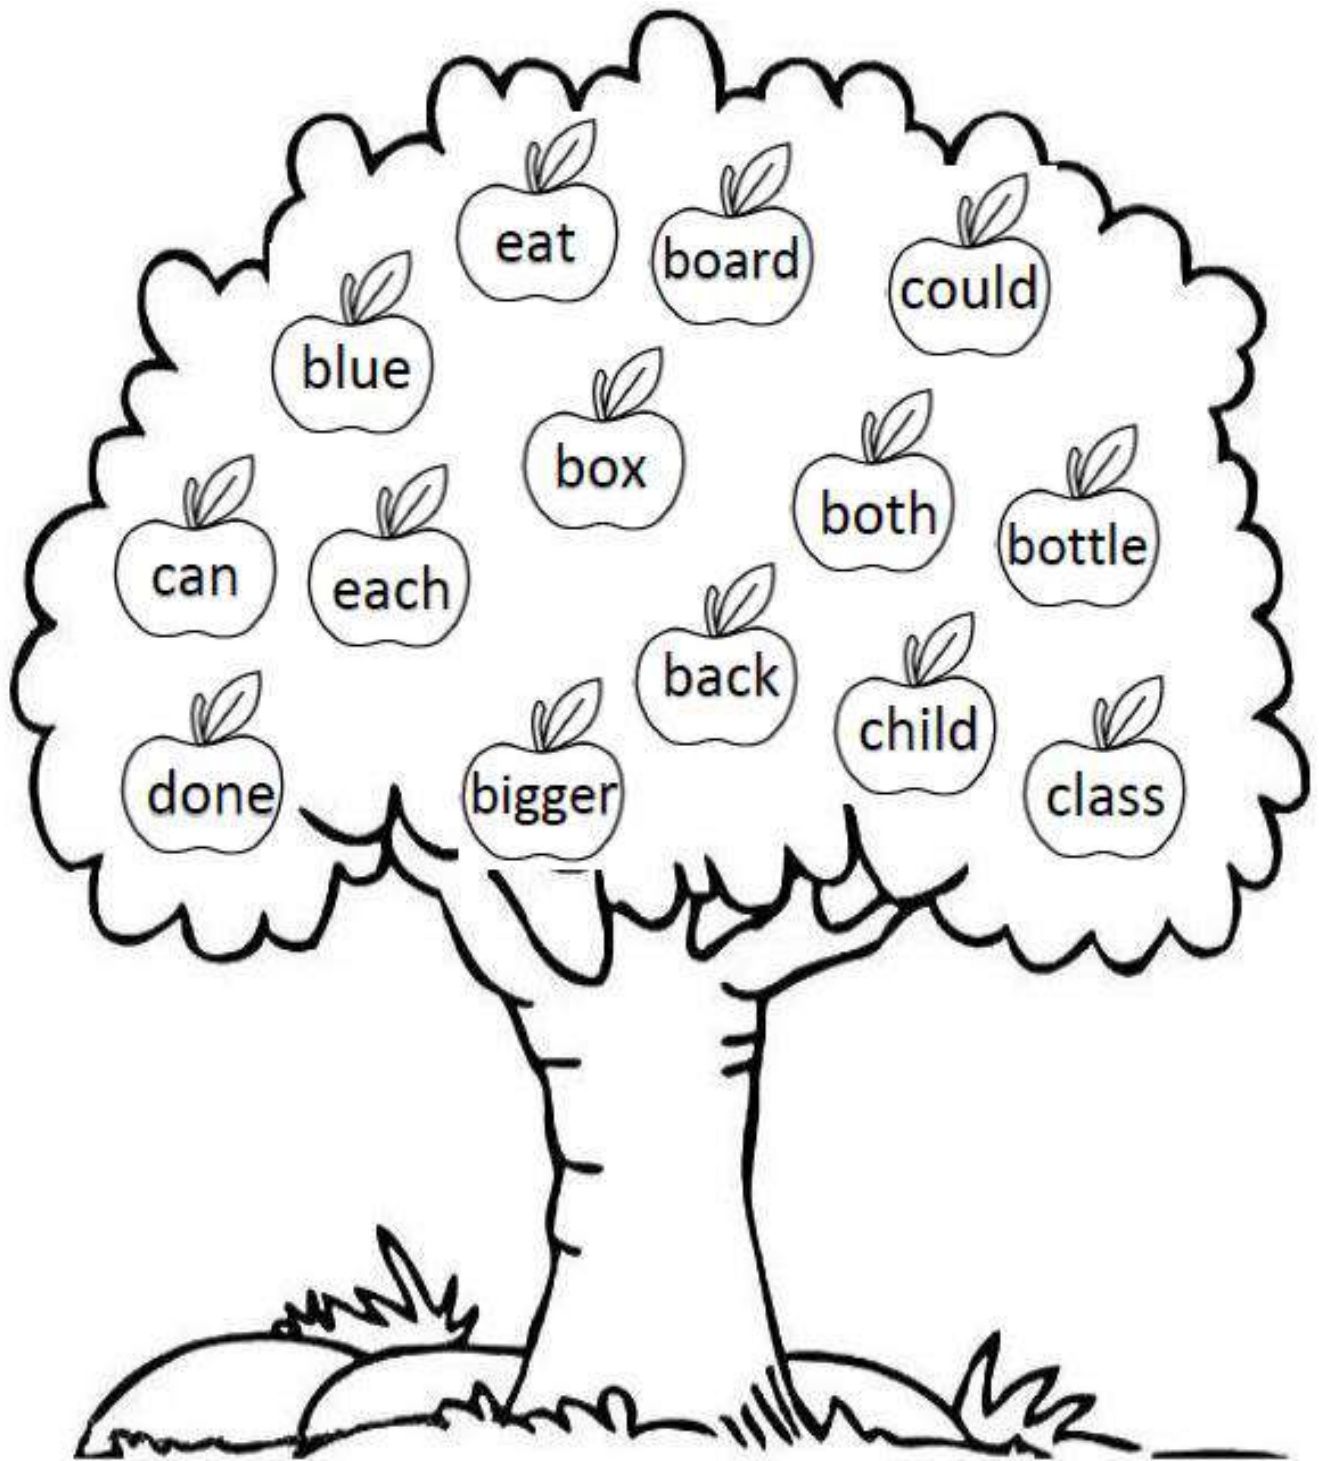 eat
board
could
blue
box
both
bottle
can
each
back
child
done
bigger
class